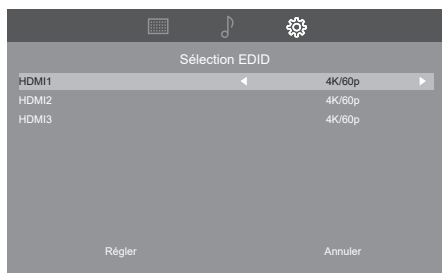 Sélection EDID
HDMI1 4K/60p
HDMI2 4K/60p
HDMI3 4K/60p
Régler Annuler